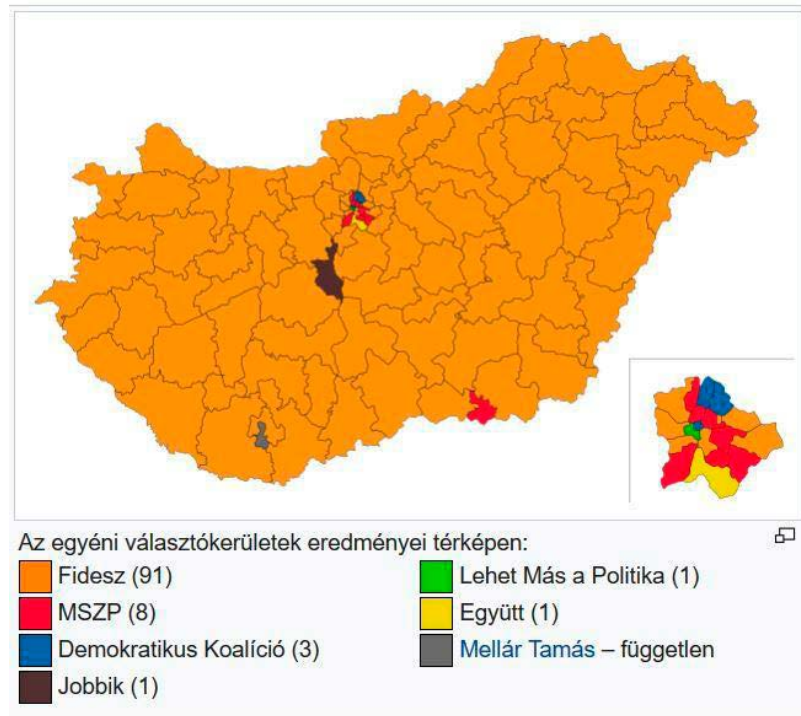 Az egyéni választókerületek eredményei térképen:
Fidesz (91)
MSZP (8)
Demokratikus Koalíció (3)
Jobbik (1)
Lehet Más a Politika (1)
Együtt (1)
Mellár Tamás – független